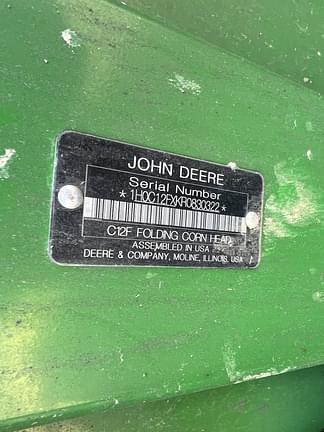 JOHN DEERE
Serial Number
*1H0C12FXKR0830322*
C12F FOLDING CORN HEAD
ASSEMBLED IN USA
DEERE & COMPANY, MOLINE, ILLINOIS, USA